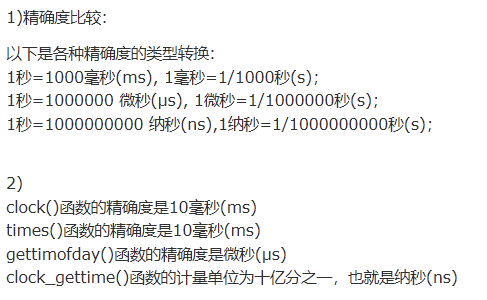 1)精确度比较：
以下是各种精确度的类型转换：
1秒=1000毫秒(ms), 1毫秒=1/1000秒(s)；
1秒=1000000 微秒(μs), 1微秒=1/1000000秒(s)；
1秒=1000000000 纳秒(ns),1纳秒=1/1000000000秒(s)；
2)
clock()函数的精确度是10毫秒(ms)
times()函数的精确度是10毫秒(ms)
gettimofday()函数的精确度是微秒(μs)
clock_gettime()函数的计量单位为十亿分之一，也就是纳秒(ns)